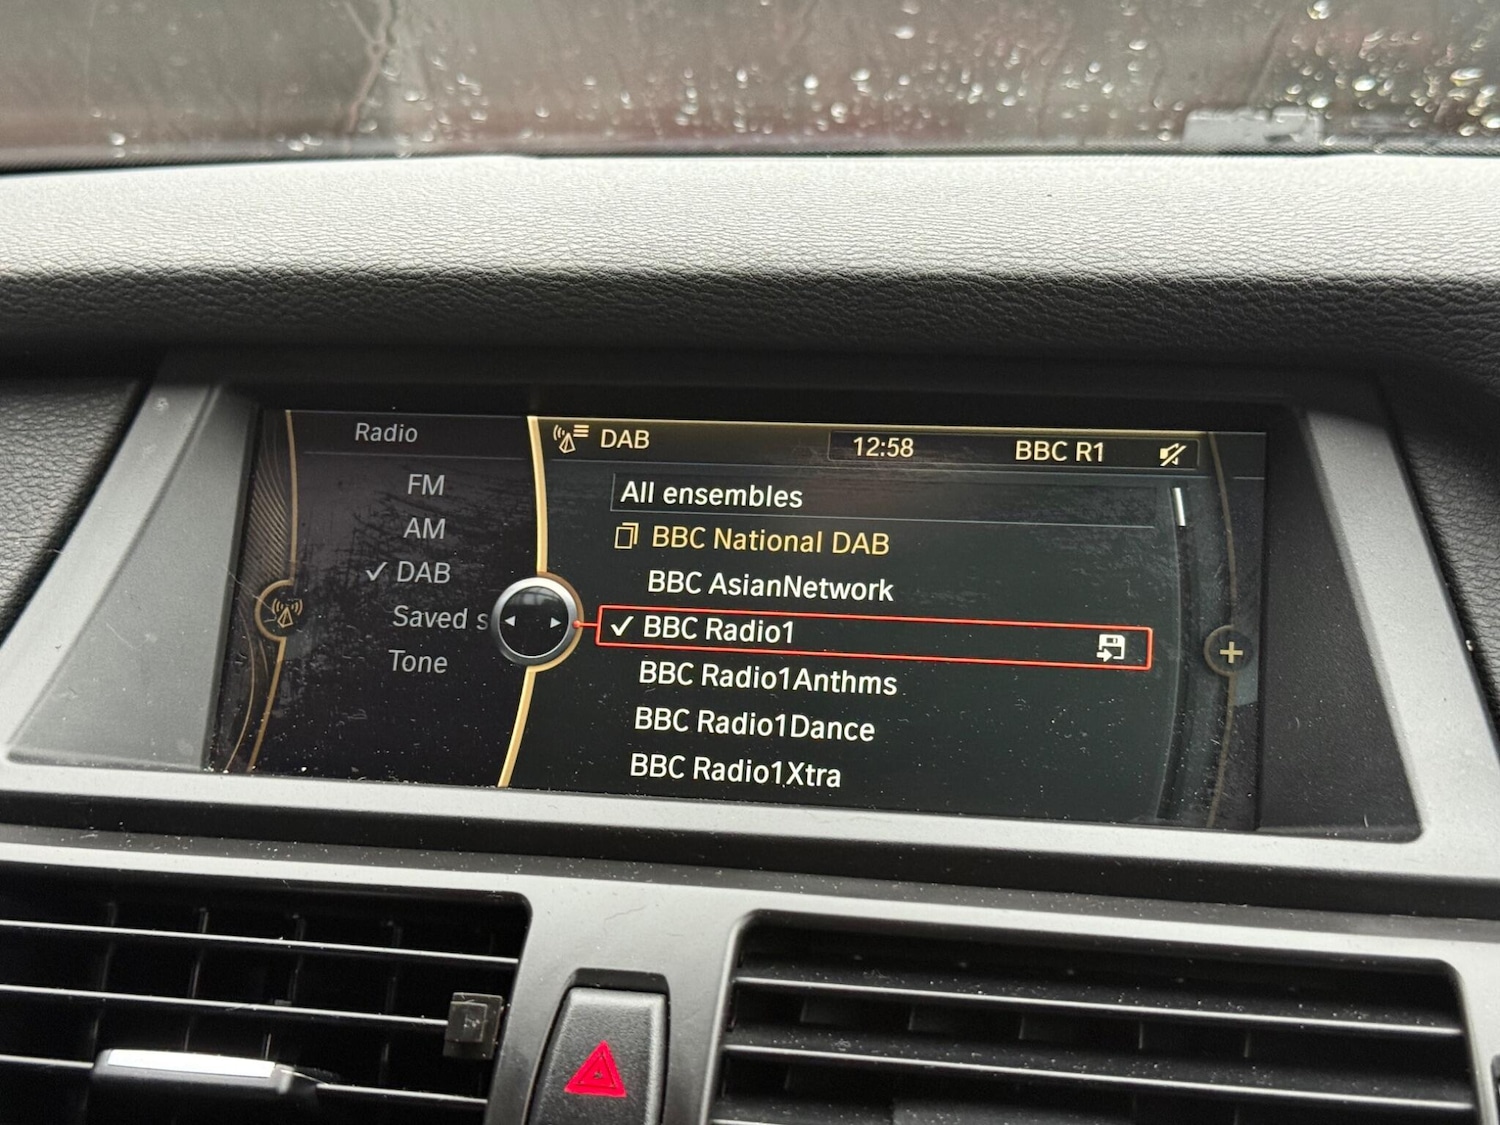 Radio
FM
AM
✓ DAB
Saved s
Tone
DAB
12:58
BBC R1
All ensembles
BBC National DAB
BBC AsianNetwork
✓ BBC Radio1
BBC Radio1Anthms
BBC Radio1Dance
BBC Radio1Xtra